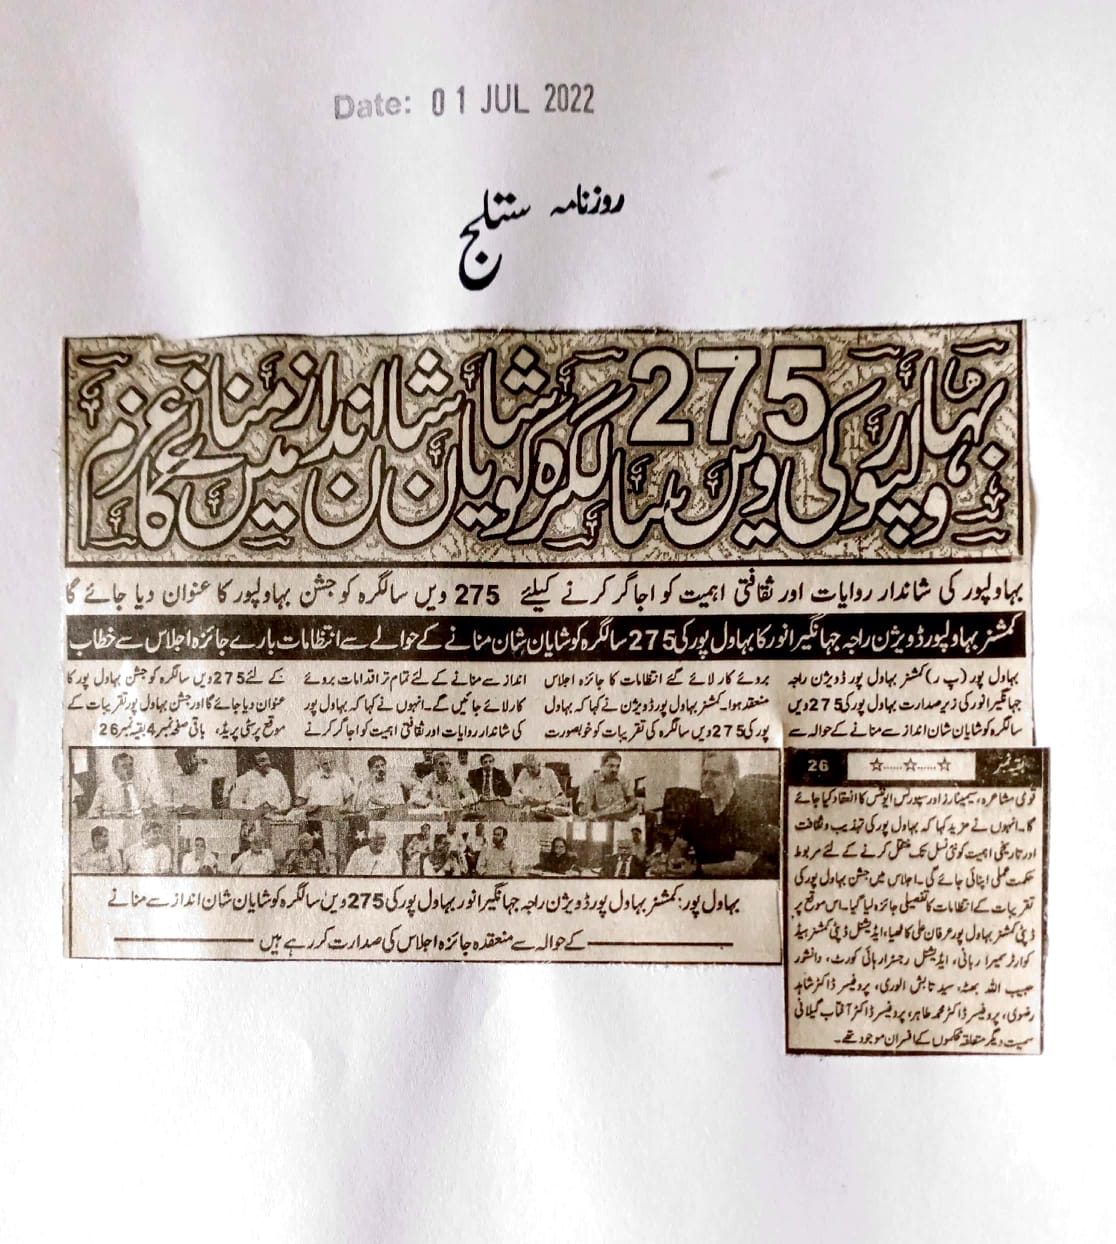 Date: 01 JUL 2022
روزنامہ ستلج
بہاولپور کی 275 ویں سالگرہ کو شایان شان انداز میں منانے کا عزم
بہاولپور کی شاندار روایات اور ثقافتی اہمیت کو اجاگر کرنے کیلئے 275 ویں سالگرہ کو جشن بہاولپور کا عنوان دیا جائے گا
کمشنر بہاولپور ڈویژن راجہ جہانگیر انور کا بہاول پور کی 275 سالگرہ کو شایان شان منانے کے حوالے سے انتظامات بارے جائزہ اجلاس سے خطاب
بہاول پور (پ ر) کمشنر بہاول پور ڈویژن راجہ
جہانگیر انور کی زیر صدارت بہاول پور کی 275 ویں
سالگرہ کو شایان شان انداز سے منانے کے حوالہ سے
بروئے کار لائے گئے انتظامات کا جائزہ اجلاس
منعقد ہوا۔ کمشنر بہاول پور ڈویژن نے کہا کہ بہاول
پور کی 275 ویں سالگرہ کی تقریبات کو خوبصورت
انداز سے منانے کے لئے تمام تر اقدامات بروئے
کار لائے جائیں گے۔ انہوں نے کہا کہ بہاول پور
کی شاندار روایات اور ثقافتی اہمیت کو اجاگر کرنے
کے لئے 275 ویں سالگرہ کو جشن بہاول پور کا
عنوان دیا جائے گا اور جشن بہاول پور تقریبات کے
موقع پر سٹی پریڈ، باقی صفحہ نمبر 4 بقیہ نمبر 26
بہاول پور: کمشنر بہاول پور ڈویژن راجہ جہانگیر انور بہاول پور کی 275 ویں سالگرہ کو شایان شان انداز سے منانے
کے حوالہ سے منعقدہ جائزہ اجلاس کی صدارت کر رہے ہیں
بقیہ نمبر ☆......☆......☆ 26
قومی مشاعرہ، سیمینارز اور سپورٹس ایونٹس کا انعقاد کیا جائے
گا۔ انہوں نے مزید کہا کہ بہاول پور کی تہذیب و ثقافت
اور تاریخی اہمیت کو نئی نسل تک منتقل کرنے کے لئے مربوط
حکمت عملی اپنائی جائے گی۔ اجلاس میں جشن بہاول پور کی
تقریبات کے انتظامات کا تفصیلی جائزہ لیا گیا۔ اس موقع پر
ڈپٹی کمشنر بہاول پور عرفان علی کاٹھیا، ایڈیشنل ڈپٹی کمشنر ہیڈ
کوارٹر سمیرا ربانی، ایڈیشنل رجسٹرار ہائی کورٹ، دانشور
حبیب اللہ بھٹہ، سید تابش الوری، پروفیسر ڈاکٹر شاہد
رضوی، پروفیسر ڈاکٹر محمد طاہر، پروفیسر ڈاکٹر آفتاب گیلانی
سمیت دیگر متعلقہ محکموں کے افسران موجود تھے۔